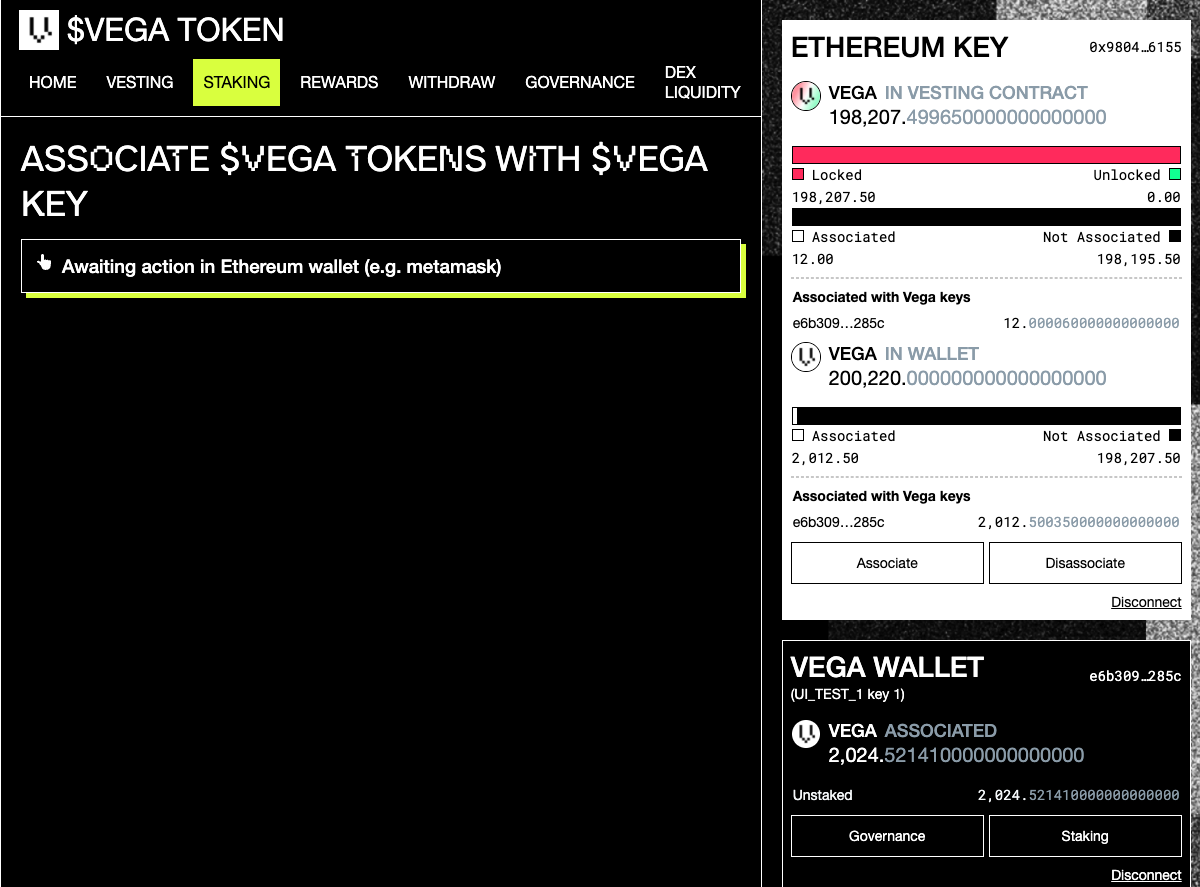 $VEGA TOKEN
HOME VESTING STAKING REWARDS WITHDRAW GOVERNANCE DEX LIQUIDITY
ASSOCIATE $VEGA TOKENS WITH $VEGA
KEY
Awaiting action in Ethereum wallet (e.g. metamask)
ETHEREUM KEY 0x9804…6155
VEGA IN VESTING CONTRACT
198,207.499650000000000000
Locked Unlocked
198,207.50 0.00
Associated Not Associated
12.00 198,195.50
Associated with Vega keys
e6b309…285c 12.000060000000000000
VEGA IN WALLET
200,220.000000000000000000
Associated Not Associated
2,012.50 198,207.50
Associated with Vega keys
e6b309…285c 2,012.500350000000000000
Associate Disassociate
Disconnect
VEGA WALLET e6b309…285c
(UI_TEST_1 key 1)
VEGA ASSOCIATED
2,024.521410000000000000
Unstaked 2,024.521410000000000000
Governance Staking
Disconnect